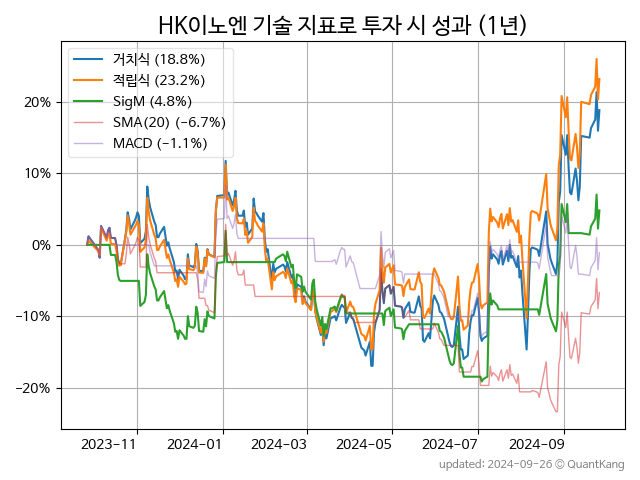 HK이노엔 기술 지표로 투자 시 성과 (1년)
거치식 (18.8%)
적립식 (23.2%)
SigM (4.8%)
SMA(20) (−6.7%)
MACD (−1.1%)
20%
10%
0%
−10%
−20%
2023-11 2024-01 2024-03 2024-05 2024-07 2024-09
updated: 2024-09-26 © QuantKang